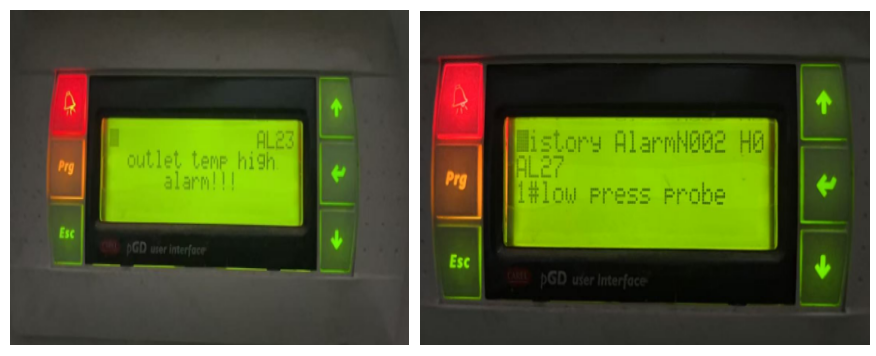 AL23
outlet temp high
alarm!!!
Prg
Esc
pGD user interface
istory AlarmN002 H0
AL27
1#low press probe
Prg
Esc
pGD user interface